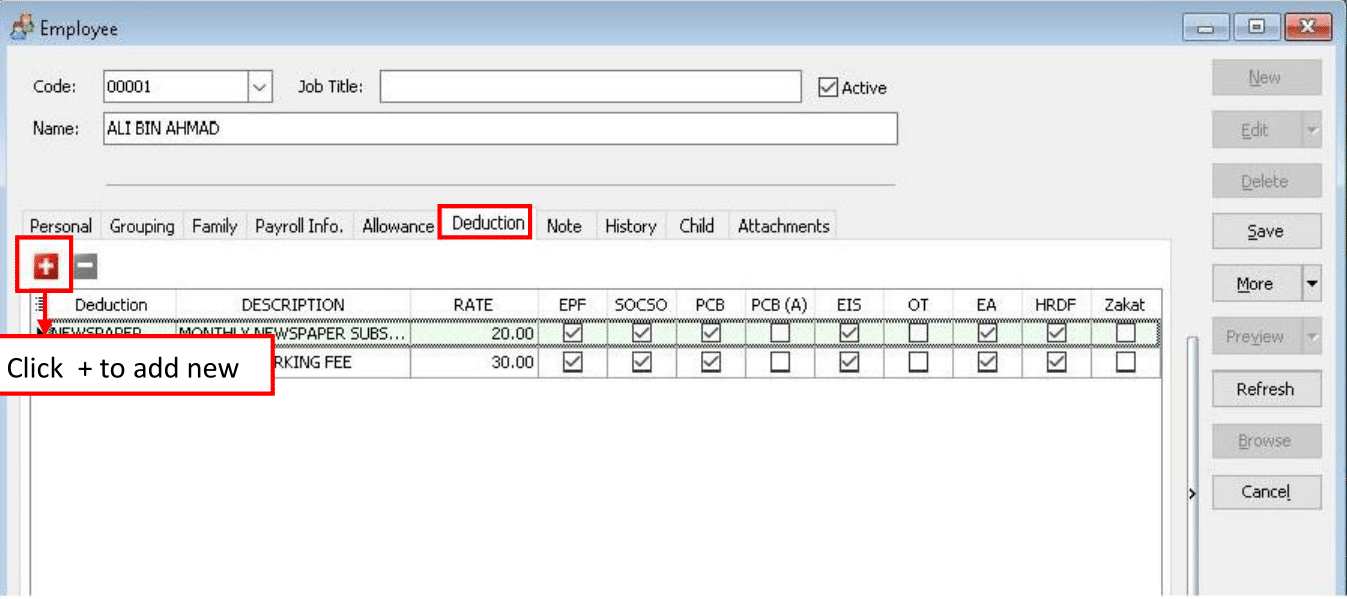 Employee
Code: 00001 Job Title: Active New
Name: ALI BIN AHMAD Edit
Delete
Personal Grouping Family Payroll Info. Allowance Deduction Note History Child Attachments Save
More
Deduction DESCRIPTION RATE EPF SOCSO PCB PCB (A) EIS OT EA HRDF Zakat
NEWSPAPER MONTHLY NEWSPAPER SUBS... 20.00 Preview
Click + to add new RKING FEE 30.00
Refresh
Browse
Cancel